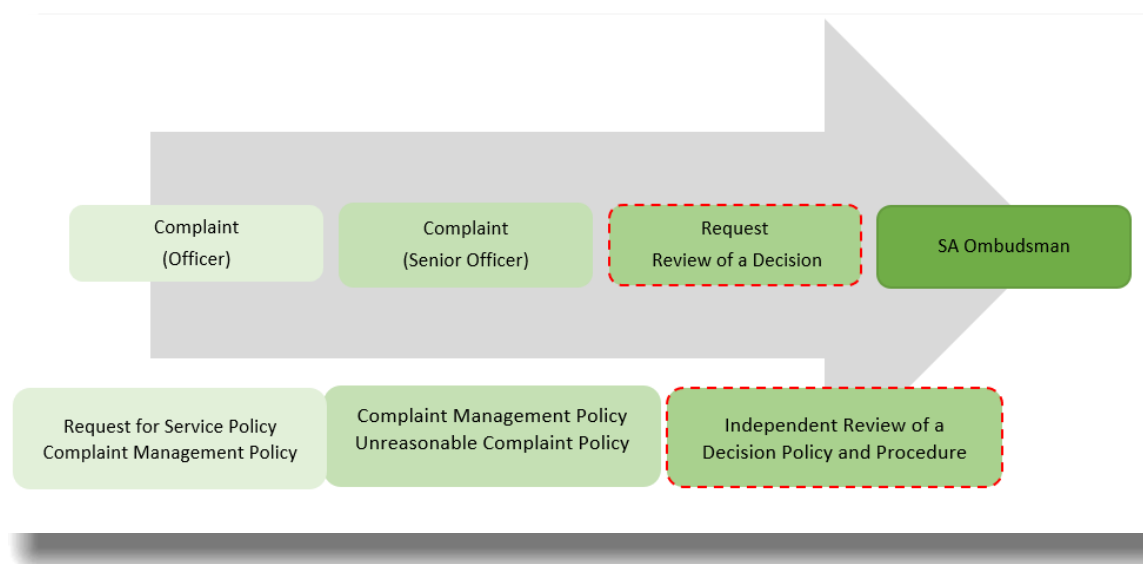 Complaint
(Officer)
Complaint
(Senior Officer)
Request
Review of a Decision
SA Ombudsman
Request for Service Policy
Complaint Management Policy
Complaint Management Policy
Unreasonable Complaint Policy
Independent Review of a
Decision Policy and Procedure